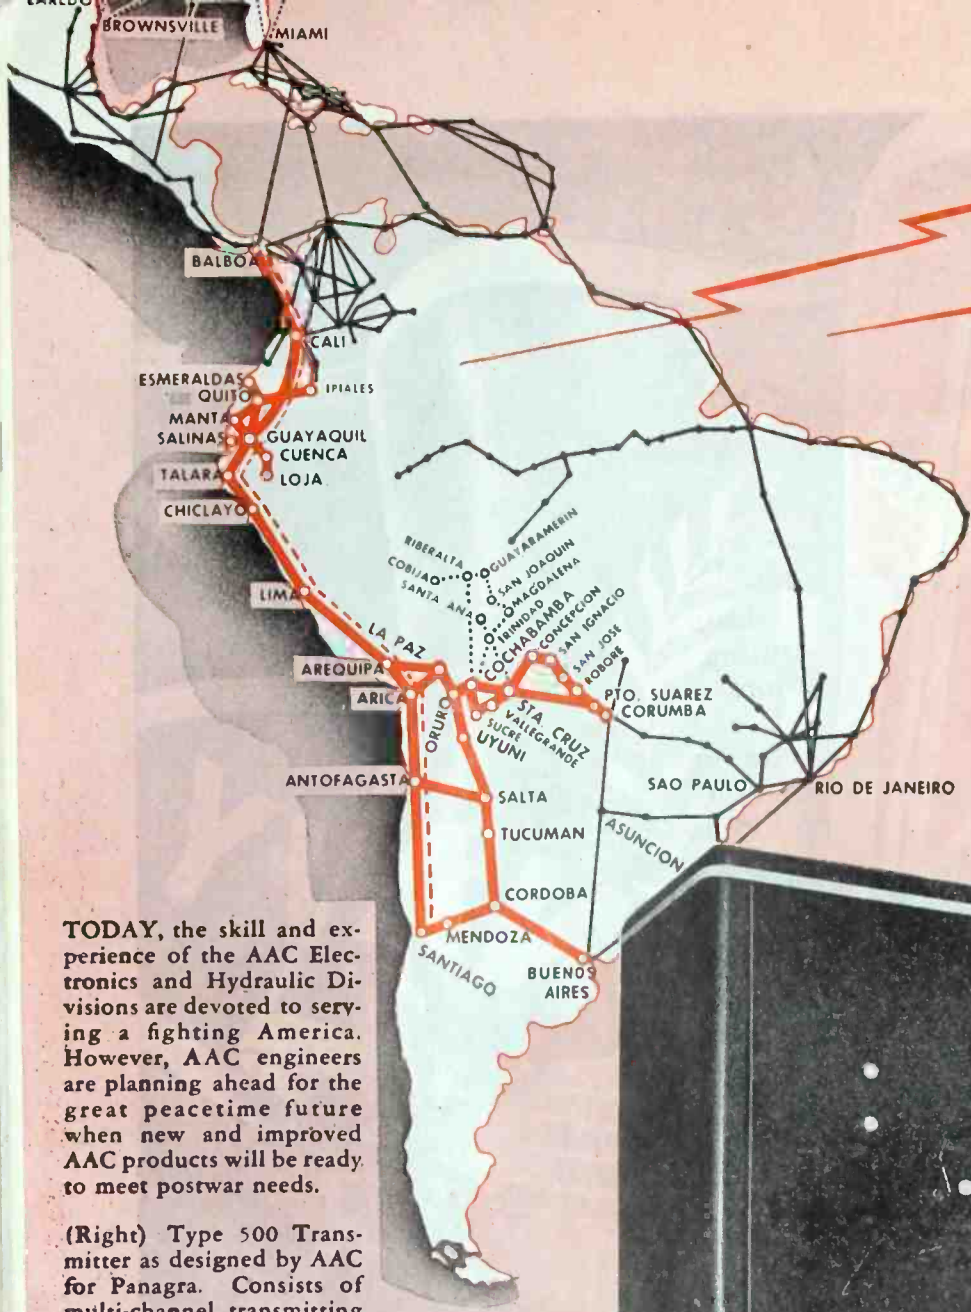 BROWNSVILLE
MIAMI
BALBOA
CALI
ESMERALDAS
QUITO
IPIALES
MANTA
SALINAS
GUAYAQUIL
CUENCA
TALARA
LOJA
CHICLAYO
RIBERALTA
GUAYARAMERIN
COBIJA
SAN JOAQUIN
SANTA ANA
MAGDALENA
TRINIDAD
LIMA
COCHABAMBA
CONCEPCION
SAN IGNACIO
LA PAZ
SAN JOSE
ROBORE
AREQUIPA
ARICA
PTO. SUAREZ
CORUMBA
ORURO
STA. CRUZ
VALLEGRANDE
SUCRE
UYUNI
ANTOFAGASTA
SALTA
SAO PAULO
RIO DE JANEIRO
TUCUMAN
ASUNCION
CORDOBA
MENDOZA
SANTIAGO
BUENOS
AIRES
TODAY, the skill and ex-
perience of the AAC Elec-
tronics and Hydraulic Di-
visions are devoted to serv-
ing a fighting America.
However, AAC engineers
are planning ahead for the
great peacetime future
when new and improved
AAC products will be ready
to meet postwar needs.
(Right) Type 500 Trans-
mitter as designed by AAC
for Panagra. Consists of
multi-channel transmitting